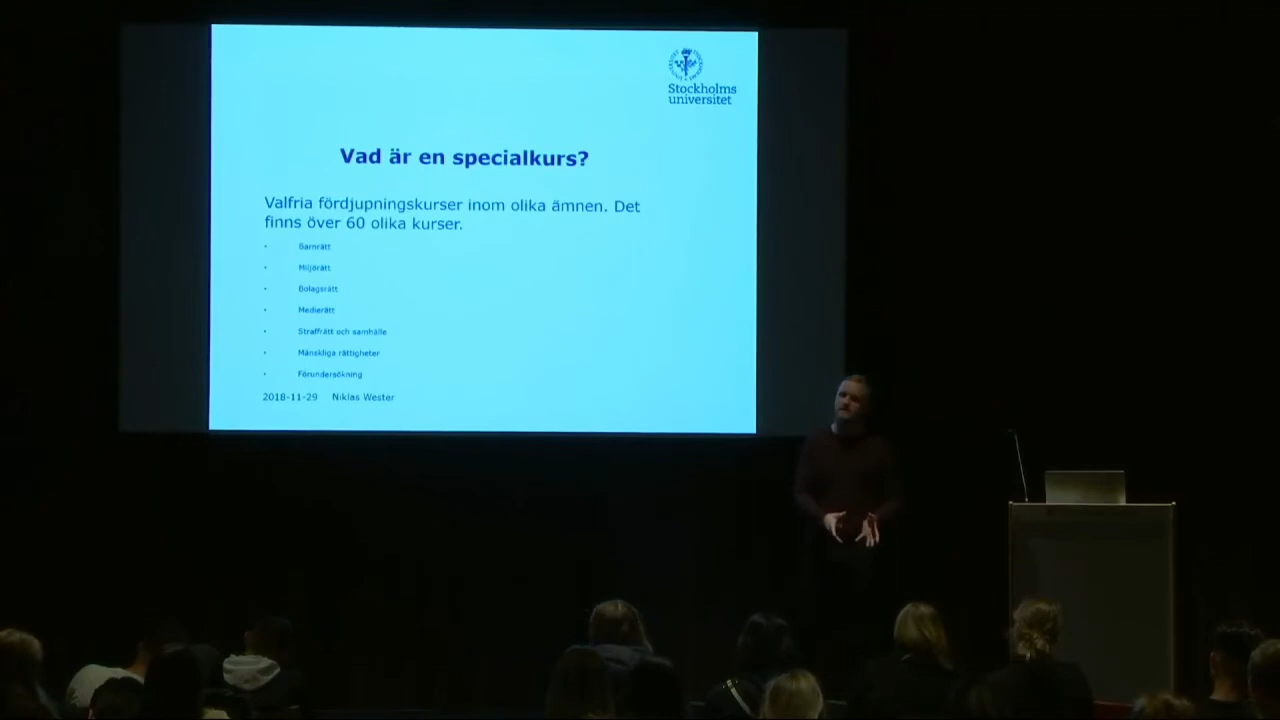 Stockholms
universitet
Vad är en specialkurs?
Valfria fördjupningskurser inom olika ämnen. Det
finns över 60 olika kurser.
• Barnrätt
• Miljörätt
• Bolagsrätt
• Medierätt
• Straffrätt och samhälle
• Mänskliga rättigheter
• Förundersökning
2018-11-29 Niklas Wester